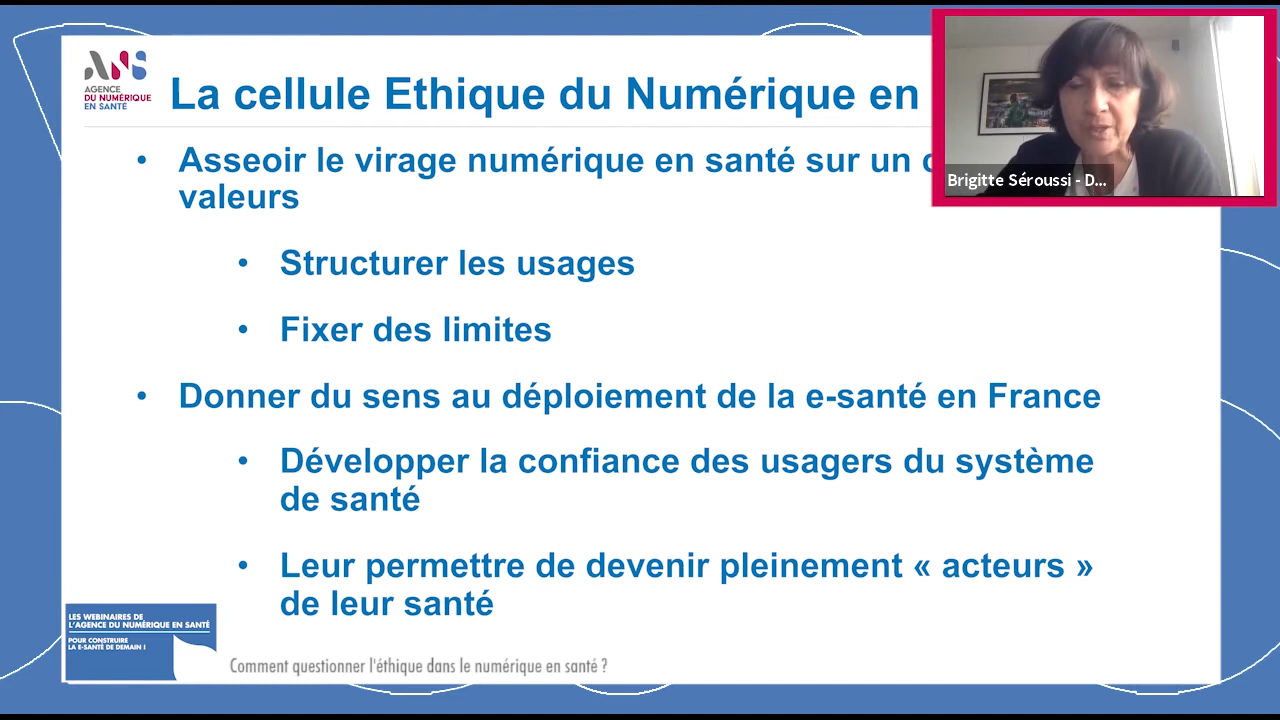 ANS
AGENCE
DU NUMÉRIQUE
EN SANTÉ
La cellule Ethique du Numérique en
• Asseoir le virage numérique en santé sur un
valeurs
• Structurer les usages
• Fixer des limites
• Donner du sens au déploiement de la e-santé en France
• Développer la confiance des usagers du système
de santé
• Leur permettre de devenir pleinement « acteurs »
de leur santé
Brigitte Séroussi - D...
LES WEBINAIRES DE
L'AGENCE DU NUMÉRIQUE EN SANTÉ
POUR CONSTRUIRE
LA E-SANTÉ DE DEMAIN !
Comment questionner l'éthique dans le numérique en santé ?